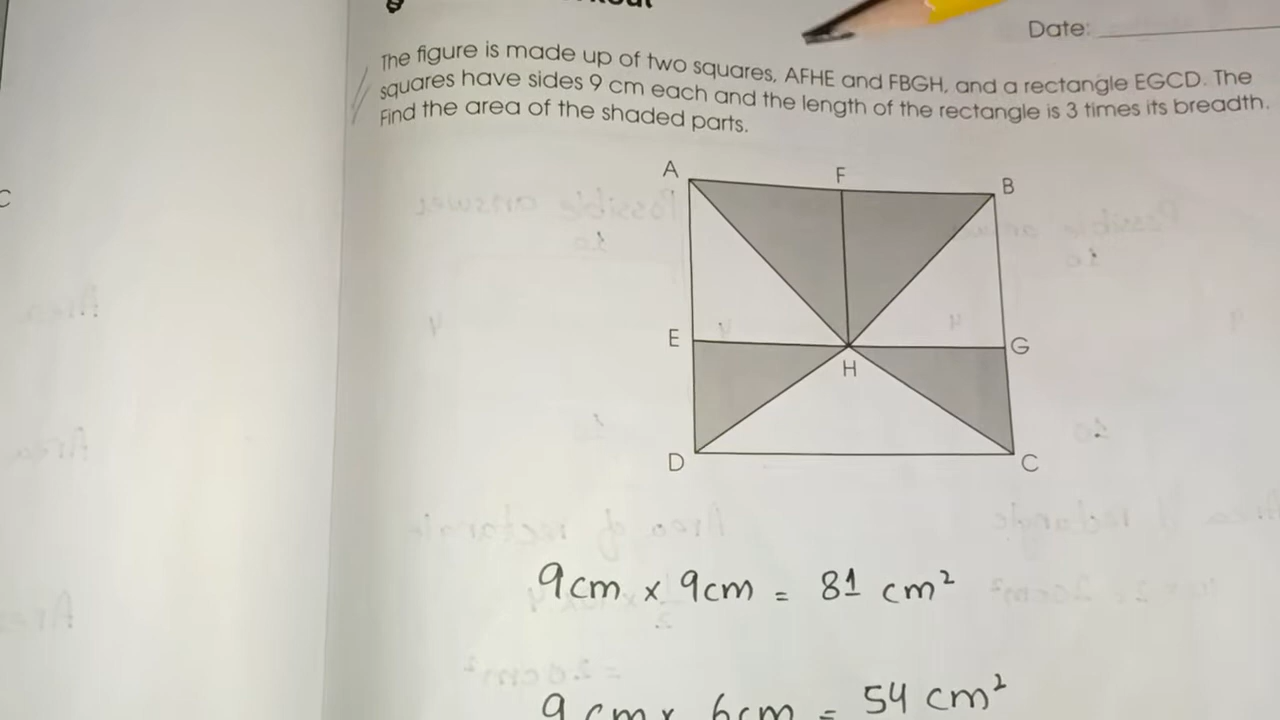 Date:
The figure is made up of two squares, AFHE and FBGH, and a rectangle EGCD. The
squares have sides 9 cm each and the length of the rectangle is 3 times its breadth.
Find the area of the shaded parts.
A
F
B
E
G
H
D
C
9cm × 9cm = 81 cm²
9cm × 6cm = 54 cm²